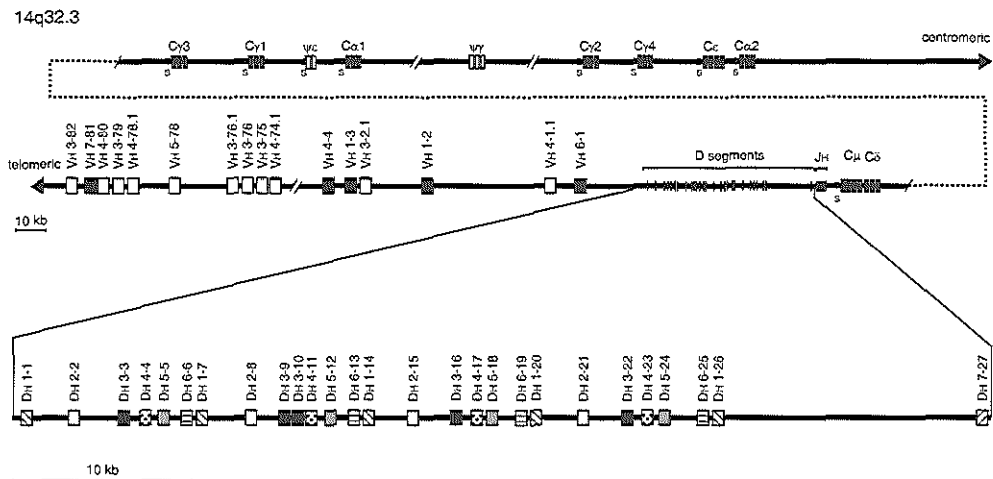 14q32.3
Cγ3 Cγ1 ψε Cα1 ψγ Cγ2 Cγ4 Cε Cα2 centromeric
S S S S S S S S
telomeric VH 3-82 VH 7-81 VH 4-80 VH 3-79 VH 4-78.1 VH 5-78 VH 3-76.1 VH 3-76 VH 3-75 VH 4-74.1 VH 4-4 VH 1-3 VH 3-2.1 VH 1-2 VH 4-1.1 VH 6-1 D segments JH Cμ Cδ
S
10 kb
DH 1-1 DH 2-2 DH 3-3 DH 4-4 DH 5-5 DH 6-6 DH 1-7 DH 2-8 DH 3-9 DH 3-10 DH 4-11 DH 5-12 DH 6-13 DH 1-14 DH 2-15 DH 3-16 DH 4-17 DH 5-18 DH 6-19 DH 1-20 DH 2-21 DH 3-22 DH 4-23 DH 5-24 DH 6-25 DH 1-26 DH 7-27
10 kb